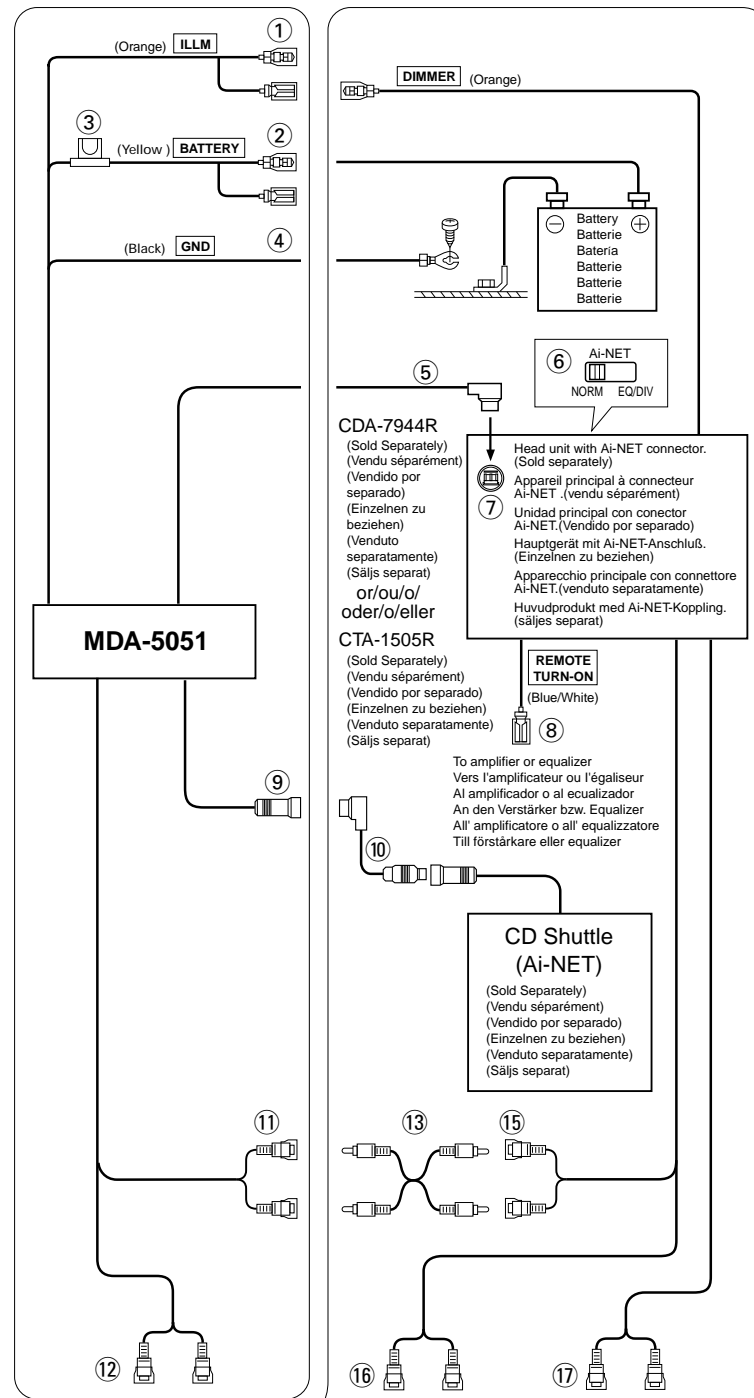 ①
(Orange) ILLM
③
(Yellow ) BATTERY
②
(Black) GND
④
MDA-5051
⑨
⑪
⑫
DIMMER (Orange)
Battery
Batterie
Batería
Batterie
Batterie
Batterie
⑤
⑥
Ai-NET
NORM EQ/DIV
CDA-7944R
(Sold Separately)
(Vendu séparément)
(Vendido por
separado)
(Einzelnen zu
beziehen)
(Venduto
separatamente)
(Säljs separat)
or/ou/o/
oder/o/eller
CTA-1505R
(Sold Separately)
(Vendu séparément)
(Vendido por separado)
(Einzelnen zu beziehen)
(Venduto separatamente)
(Säljs separat)
⑦
Head unit with Ai-NET connector.
(Sold separately)
Appareil principal à connecteur
Ai-NET .(vendu séparément)
Unidad principal con conector
Ai-NET.(Vendido por separado)
Hauptgerät mit Ai-NET-Anschluß.
(Einzelnen zu beziehen)
Apparecchio principale con connettore
Ai-NET.(venduto separatamente)
Huvudprodukt med Ai-NET-Koppling.
(säljes separat)
REMOTE
TURN-ON
(Blue/White)
⑧
To amplifier or equalizer
Vers l'amplificateur ou l'égaliseur
Al amplificador o al ecualizador
An den Verstärker bzw. Equalizer
All' amplificatore o all' equalizzatore
Till förstårkare eller equalizer
⑩
CD Shuttle
(Ai-NET)
(Sold Separately)
(Vendu séparément)
(Vendido por separado)
(Einzelnen zu beziehen)
(Venduto separatamente)
(Säljs separat)
⑬
⑮
⑯
⑰